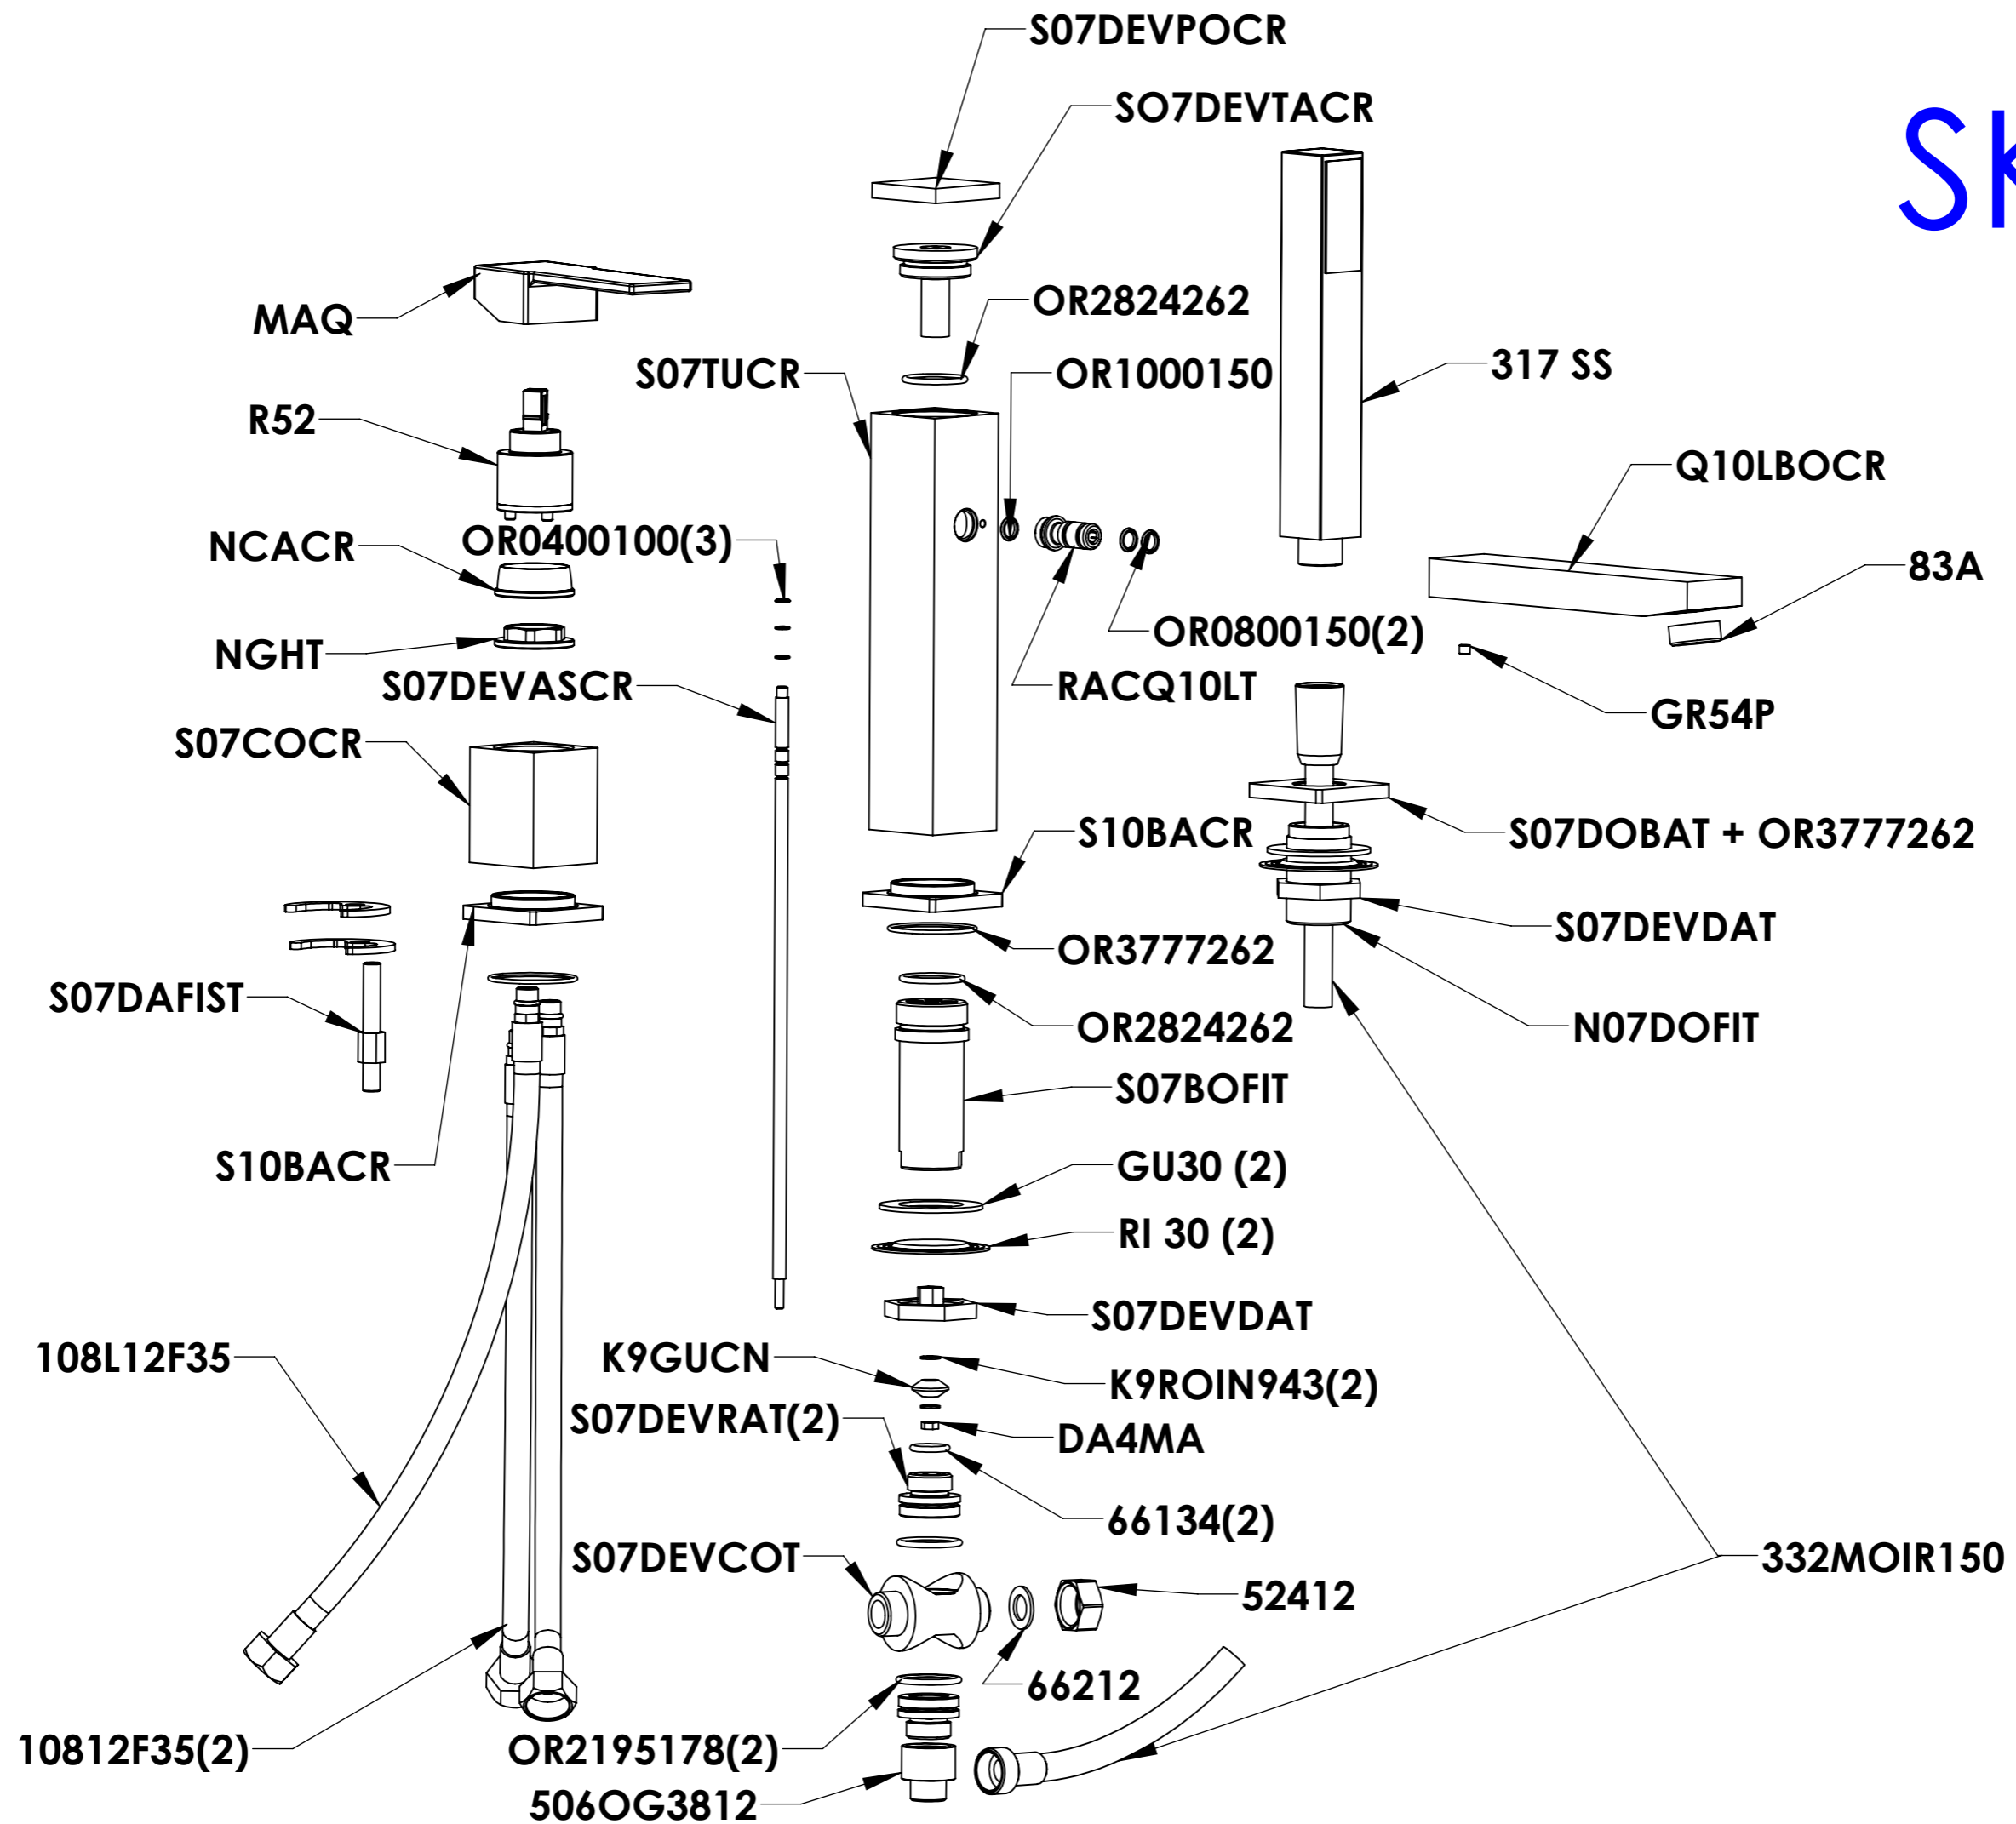 S07DEVPOCR
SO7DEVTACR
SK
MAQ
OR2824262
S07TUCR
OR1000150
317 SS
R52
Q10LBOCR
NCACR
OR0400100(3)
83A
NGHT
OR0800150(2)
S07DEVASCR
RACQ10LT
GR54P
S07COCR
S10BACR
S07DOBAT + OR3777262
S07DEVDAT
OR3777262
S07DAFIST
OR2824262
N07DOFIT
S07BOFIT
S10BACR
GU30 (2)
RI 30 (2)
S07DEVDAT
108L12F35
K9GUCN
K9ROIN943(2)
S07DEVRAT(2)
DA4MA
66134(2)
S07DEVCOT
332MOIR150
52412
66212
10812F35(2)
OR2195178(2)
506OG3812